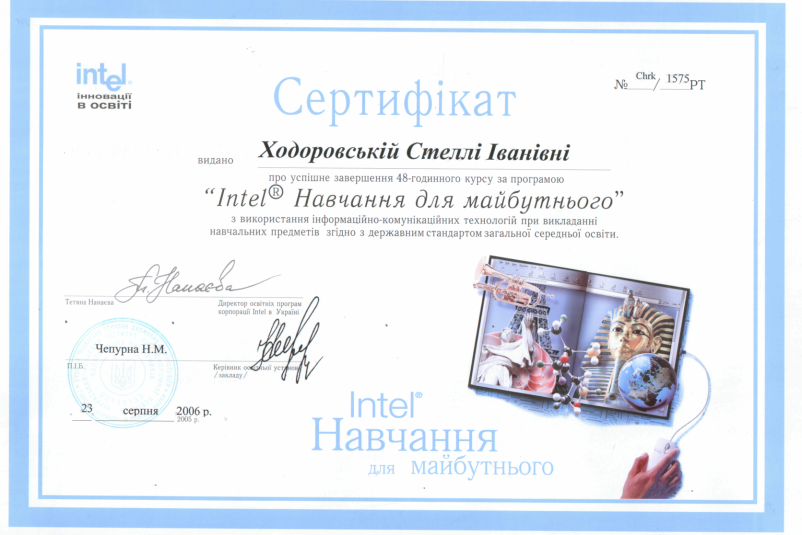 intel®
інновації
в освіті
№ Chrk / 1575 РТ
Сертифікат
видано Ходоровській Стеллі Іванівні
про успішне завершення 48-годинного курсу за програмою
“Intel® Навчання для майбутнього”
з використання інформаційно-комунікаційних технологій при викладанні
навчальних предметів згідно з державним стандартом загальної середньої освіти.
Тетяна Нанаєва
Директор освітніх програм
корпорації Intel в Україні
Чепурна Н.М.
П.І.Б.
Керівник установи
/закладу/
23 серпня 2006 р.
2005 р.
Intel®
Навчання
для майбутнього